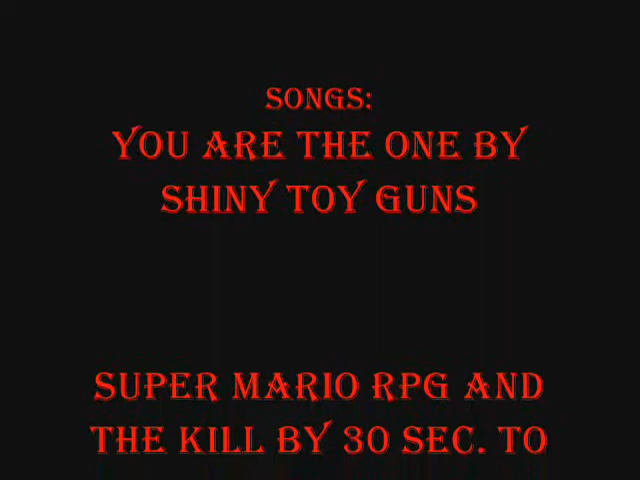 SONGS:
YOU ARE THE ONE BY
SHINY TOY GUNS
SUPER MARIO RPG AND
THE KILL BY 30 SEC. TO